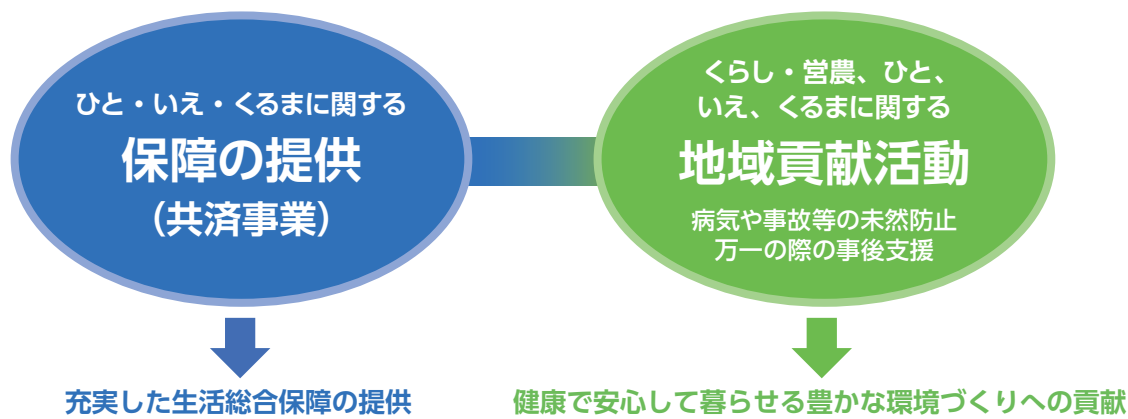 ひと・いえ・くるまに関する
保障の提供
（共済事業）
くらし・営農、ひと、
いえ、くるまに関する
地域貢献活動
病気や事故等の未然防止
万一の際の事後支援
充実した生活総合保障の提供
健康で安心して暮らせる豊かな環境づくりへの貢献